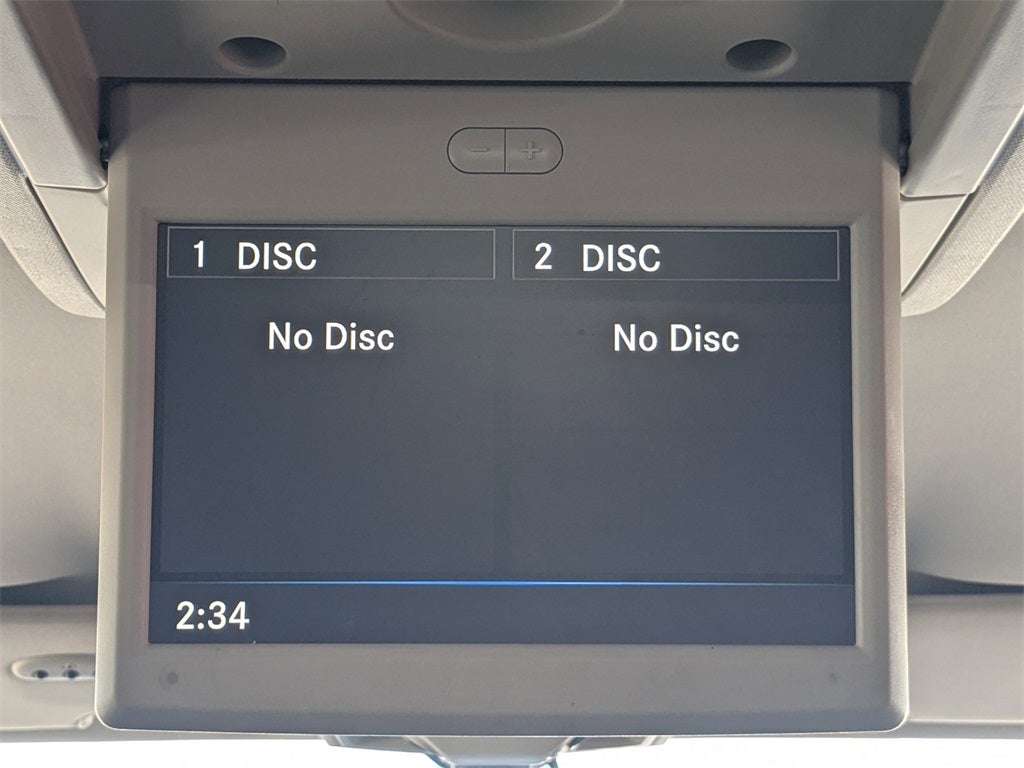 - +
1 DISC
2 DISC
No Disc
No Disc
2:34